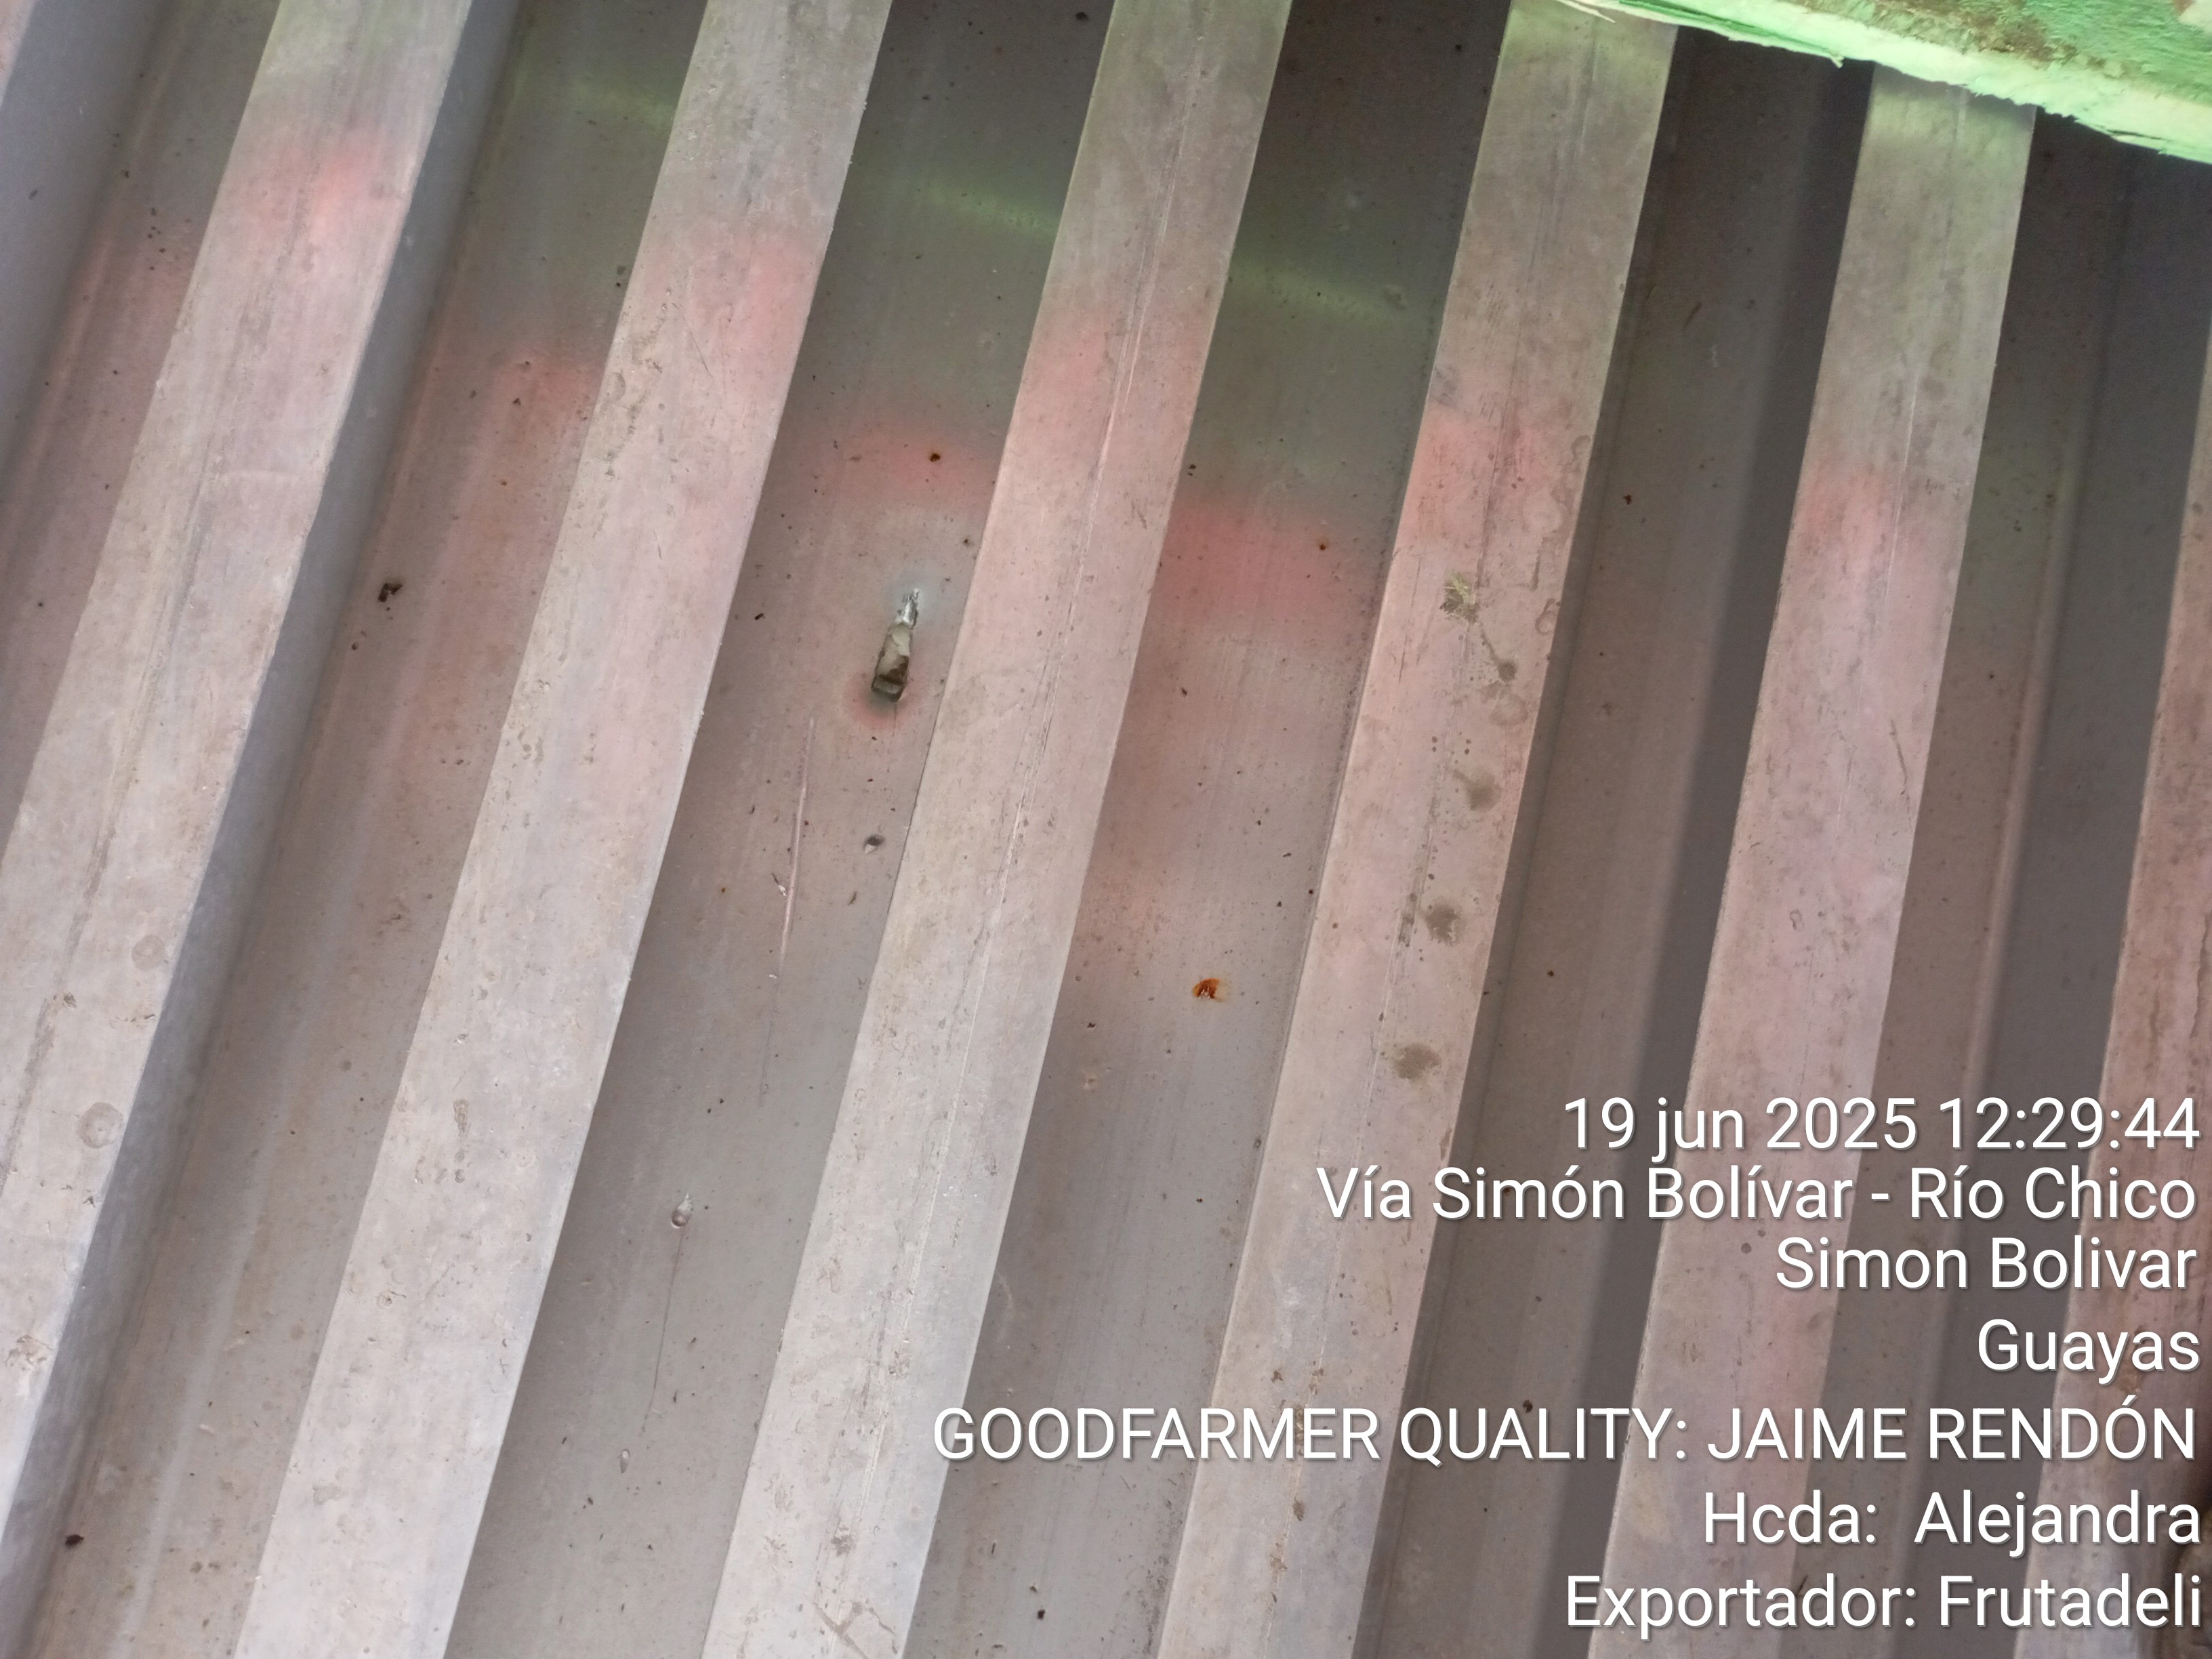 19 jun 2025 12:29:44
Vía Simón Bolívar - Río Chico
Simon Bolivar
Guayas
GOODFARMER QUALITY: JAIME RENDÓN
Hcda: Alejandra
Exportador: Frutadeli